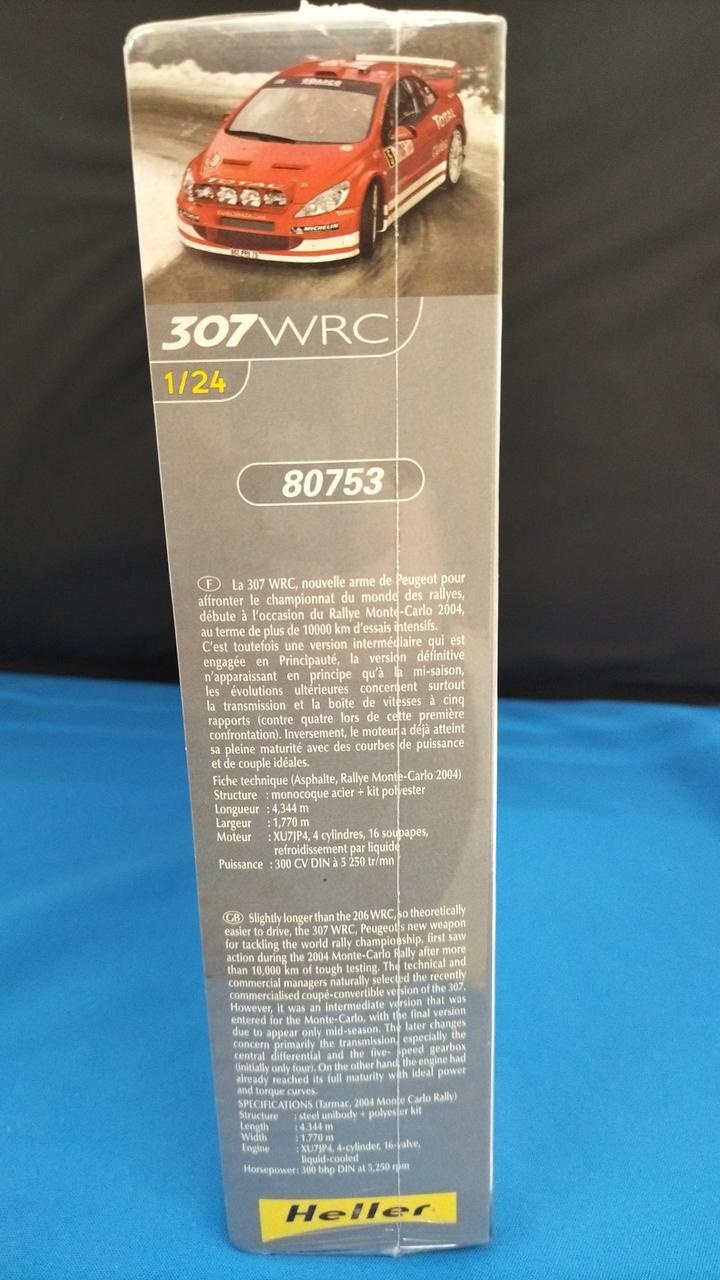 TOTAL
TOTAL
MICHELIN
307WRC
1/24
80753
F La 307 WRC, nouvelle arme de Peugeot pour
affronter le championnat du monde des rallyes,
débute à l'occasion du Rallye Monte-Carlo 2004,
au terme de plus de 10000 km d'essais intensifs.
C'est toutefois une version intermédiaire qui est
engagée en Principauté, la version définitive
n'apparaissant en principe qu'à la mi-saison,
les évolutions ultérieures concernent surtout
la transmission et la boîte de vitesses à cinq
rapports (contre quatre lors de cette première
confrontation). Inversement, le moteur a déjà atteint
sa pleine maturité avec des courbes de puissance
et de couple idéales.
Fiche technique (Asphalte, Rallye Monte-Carlo 2004)
Structure : monocoque acier + kit polyester
Longueur : 4,344 m
Largeur : 1,770 m
Moteur : XU7JP4, 4 cylindres, 16 soupapes,
refroidissement par liquide
Puissance : 300 CV DIN à 5 250 tr/mn
GB Slightly longer than the 206 WRC, so theoretically
easier to drive, the 307 WRC, Peugeot's new weapon
for tackling the world rally championship, first saw
action during the 2004 Monte-Carlo Rally after more
than 10,000 km of tough testing. The technical and
commercial managers naturally selected the recently
commercialised coupé-convertible version of the 307.
However, it was an intermediate version that was
entered for the Monte-Carlo, with the final version
due to appear only mid-season. The later changes
concern primarily the transmission, especially the
central differential and the five- speed gearbox
(initially only four). On the other hand, the engine had
already reached its full maturity with ideal power
and torque curves.
SPECIFICATIONS (Tarmac, 2004 Monte Carlo Rally)
Structure : steel unibody + polyester kit
Length : 4.344 m
Width : 1.770 m
Engine : XU7JP4, 4-cylinder, 16-valve,
liquid-cooled
Horsepower: 300 bhp DIN at 5,250 rpm
Heller